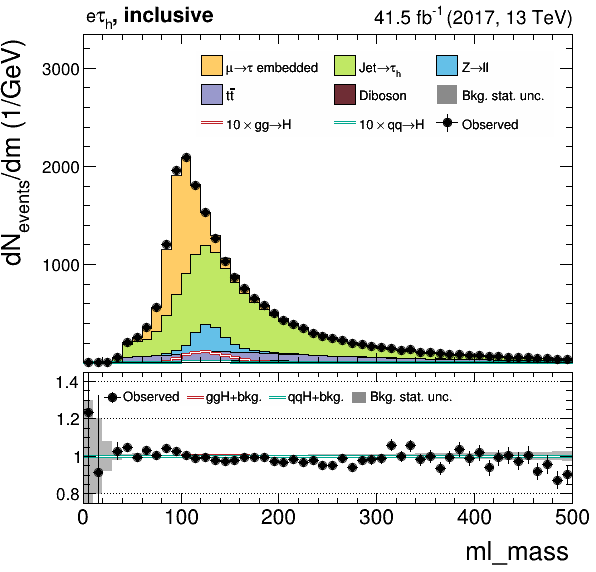 eτh, inclusive 41.5 fb⁻¹ (2017, 13 TeV)
dNevents/dm (1/GeV)
3000
2000
1000
μ→τ embedded Jet→τh Z→ll
tt̄ Diboson Bkg. stat. unc.
10 × gg→H 10 × qq→H Observed
1.4
1.2
1
0.8
Observed ggH+bkg. qqH+bkg. Bkg. stat. unc.
0 100 200 300 400 500
ml_mass